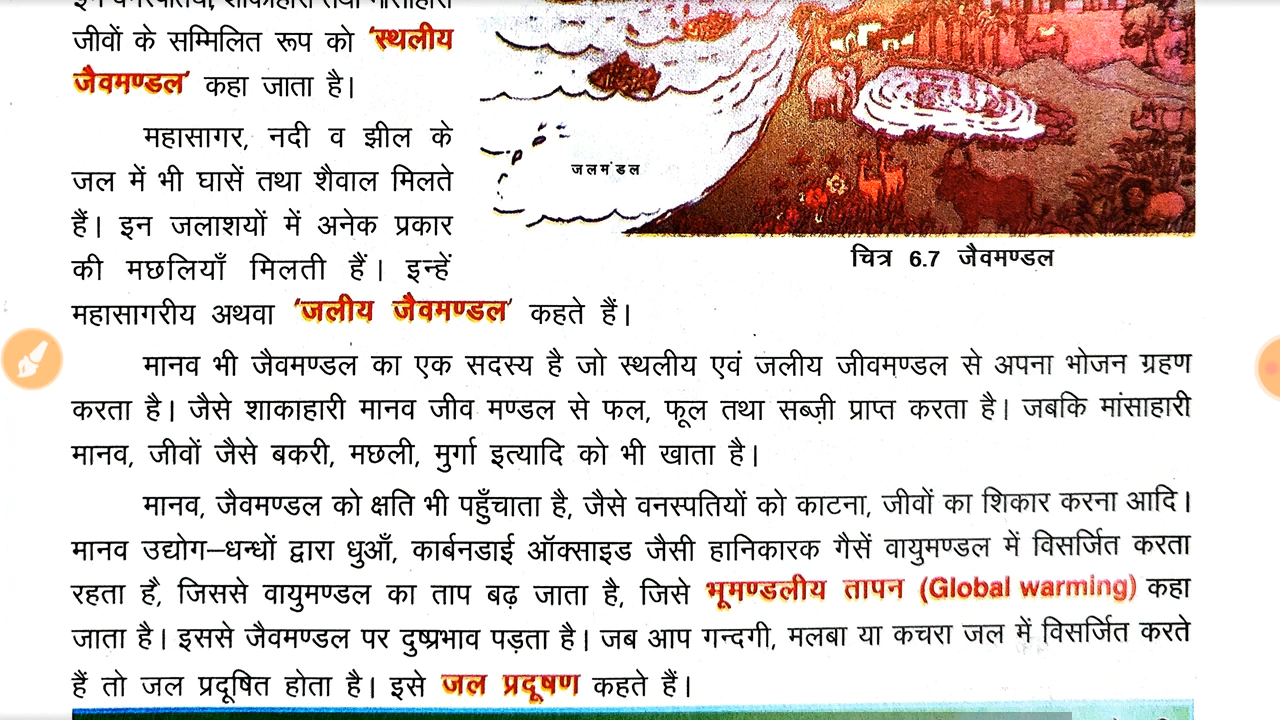 जीवों के सम्मिलित रूप को ‘स्थलीय
जैवमण्डल’ कहा जाता है।
महासागर, नदी व झील के
जल में भी घासें तथा शैवाल मिलते
हैं। इन जलाशयों में अनेक प्रकार
की मछलियाँ मिलती हैं। इन्हें
महासागरीय अथवा ‘जलीय जैवमण्डल’ कहते हैं।
जलमंडल
चित्र 6.7 जैवमण्डल
मानव भी जैवमण्डल का एक सदस्य है जो स्थलीय एवं जलीय जीवमण्डल से अपना भोजन ग्रहण
करता है। जैसे शाकाहारी मानव जीव मण्डल से फल, फूल तथा सब्ज़ी प्राप्त करता है। जबकि मांसाहारी
मानव, जीवों जैसे बकरी, मछली, मुर्गा इत्यादि को भी खाता है।
मानव, जैवमण्डल को क्षति भी पहुँचाता है, जैसे वनस्पतियों को काटना, जीवों का शिकार करना आदि।
मानव उद्योग–धन्धों द्वारा धुआँ, कार्बनडाई ऑक्साइड जैसी हानिकारक गैसें वायुमण्डल में विसर्जित करता
रहता है, जिससे वायुमण्डल का ताप बढ़ जाता है, जिसे भूमण्डलीय तापन (Global warming) कहा
जाता है। इससे जैवमण्डल पर दुष्प्रभाव पड़ता है। जब आप गन्दगी, मलबा या कचरा जल में विसर्जित करते
हैं तो जल प्रदूषित होता है। इसे जल प्रदूषण कहते हैं।